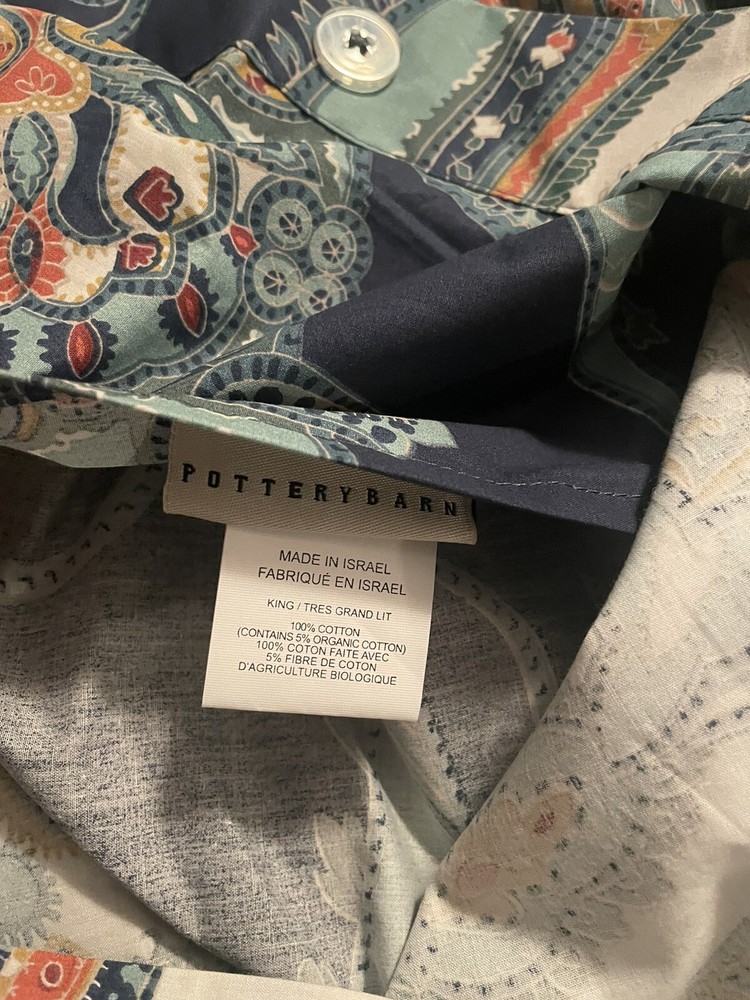 POTTERYBARN
MADE IN ISRAEL
FABRIQUÉ EN ISRAEL
KING / TRES GRAND LIT
100% COTTON
(CONTAINS 5% ORGANIC COTTON)
100% COTON FAITE AVEC
5% FIBRE DE COTON
D'AGRICULTURE BIOLOGIQUE